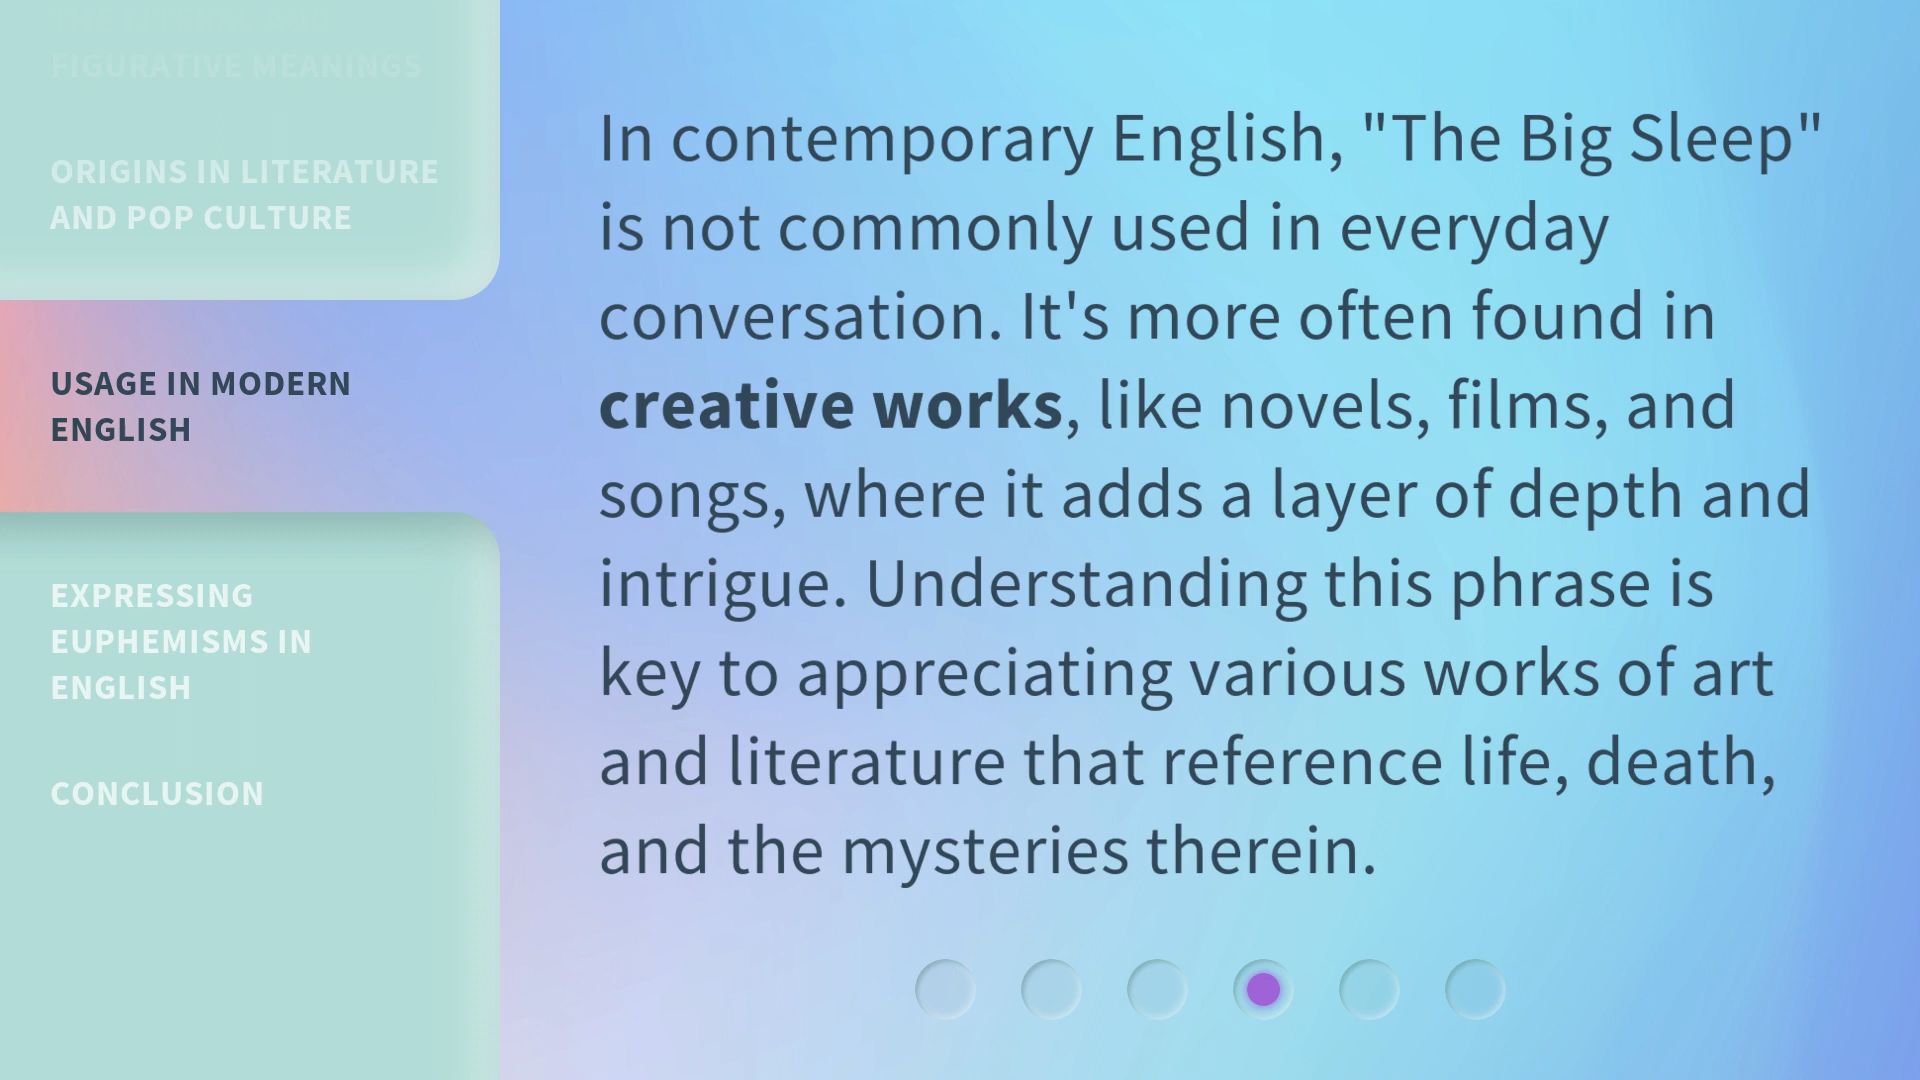 THE LITERAL AND
FIGURATIVE MEANINGS
ORIGINS IN LITERATURE
AND POP CULTURE
USAGE IN MODERN
ENGLISH
EXPRESSING
EUPHEMISMS IN
ENGLISH
CONCLUSION
In contemporary English, "The Big Sleep"
is not commonly used in everyday
conversation. It's more often found in
creative works, like novels, films, and
songs, where it adds a layer of depth and
intrigue. Understanding this phrase is
key to appreciating various works of art
and literature that reference life, death,
and the mysteries therein.